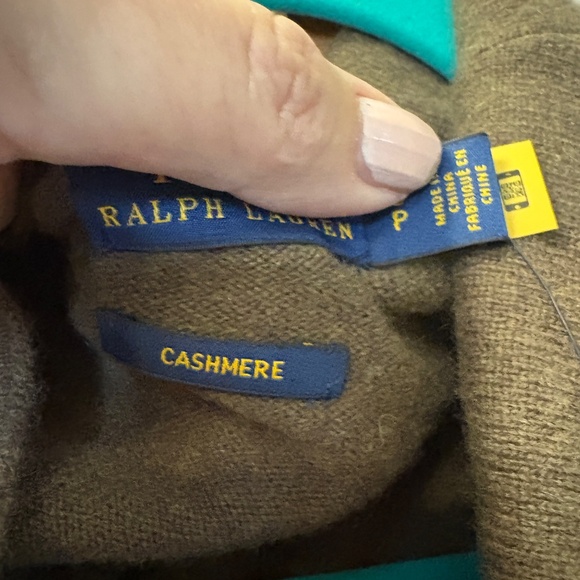 RALPH LAUREN
P
MADE IN
CHINA
FABRIQUÉ EN
CHINE
CASHMERE